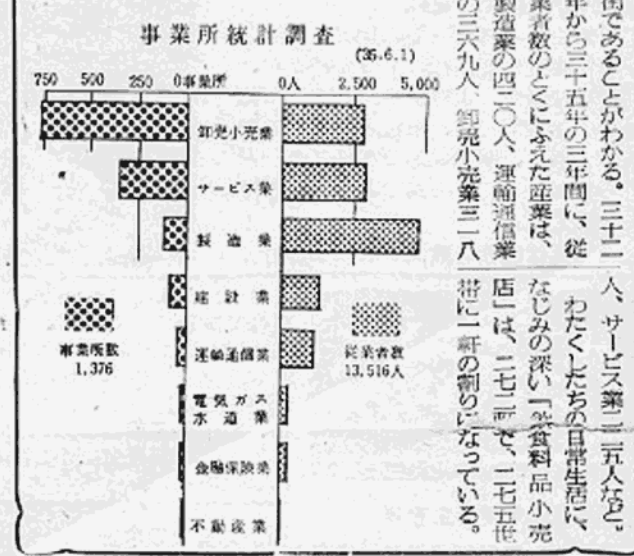 事業所統計調査
(35.6.1)
750 500 250 0事業所 0人 2,500 5,000
卸売小売業
サービス業
製造業
建設業
運輸通信業
電気ガス
水道業
金融保険業
不動産業
事業所数
1,376
従業者数
13,516人
であることがわかる。三十二
年から三十五年の三年間に、従
業者数のとくにふえた産業は、
製造業の四二〇人、運輸通信業
の三六九人、卸売小売業三一八
人、サービス業二二五人など。
わたくしたちの日常生活に、
なじみの深い「飲食料品小売
店」は、二七二軒で、二七五世
帯に一軒の割りになっている。